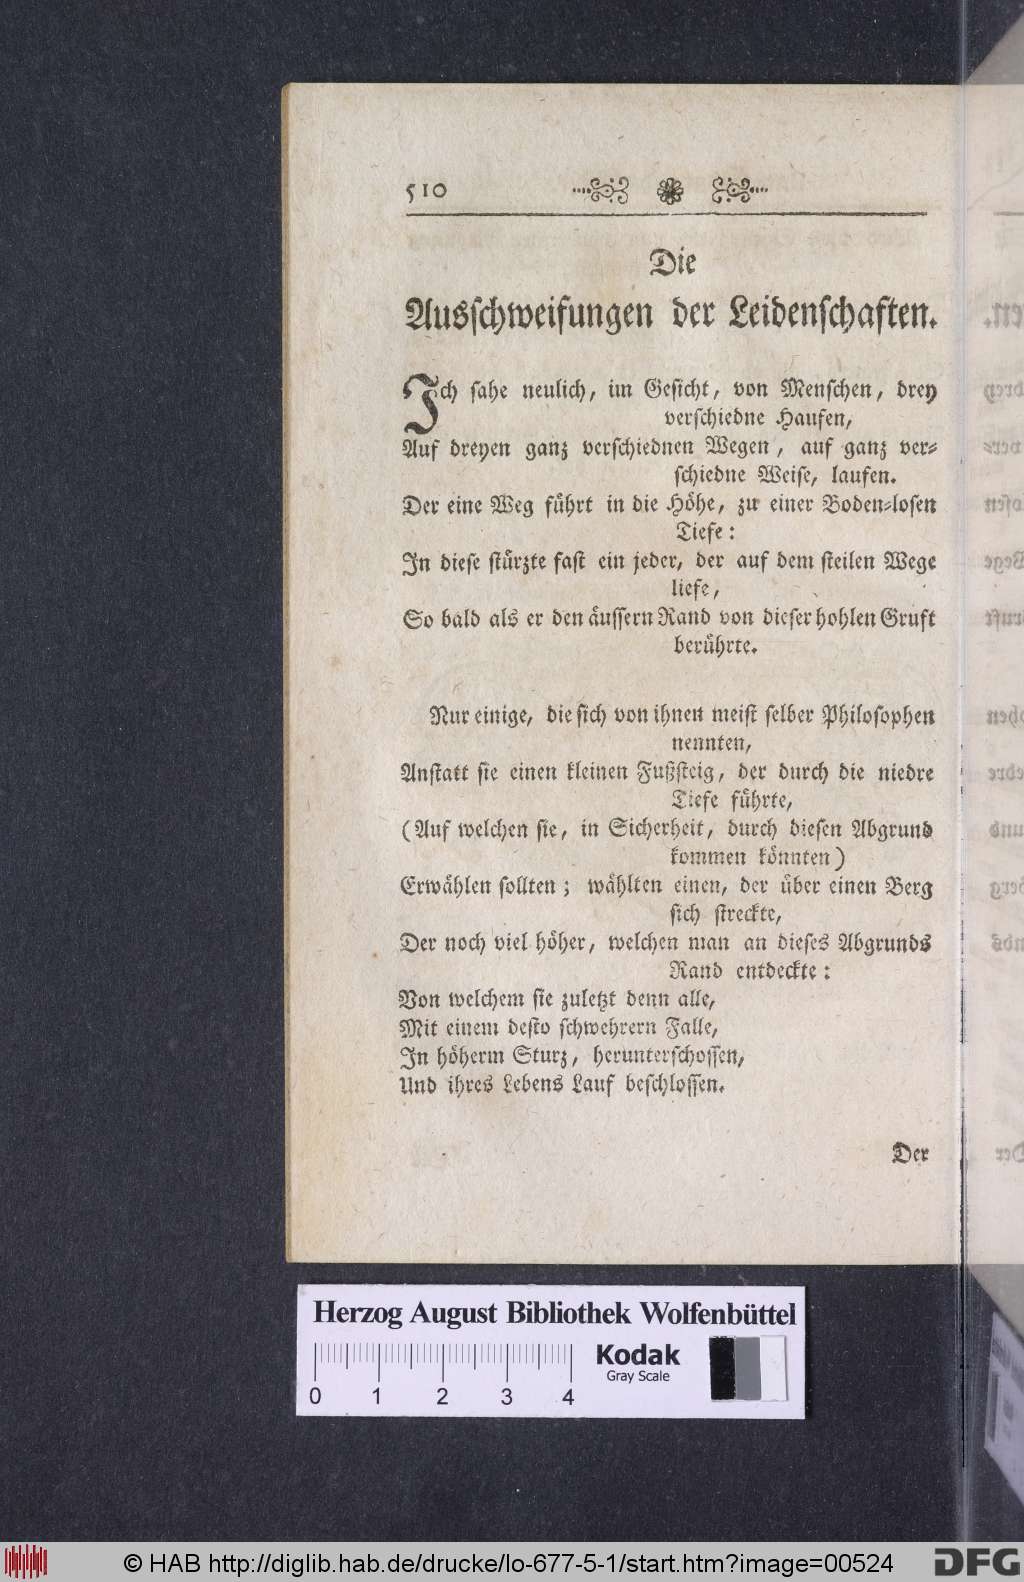 510
Die
Ausschweifungen der Leidenschaften.
Ich sahe neulich, im Gesicht, von Menschen, drey
verschiedne Haufen,
Auf dreyen ganz verschiednen Wegen, auf ganz ver-
schiedne Weise, laufen.
Der eine Weg führt in die Höhe, zu einer Boden-losen
Tiefe:
In diese stürzte fast ein jeder, der auf dem steilen Wege
liefe,
So bald als er den äussern Rand von dieser hohlen Gruft
berührte.
Nur einige, die sich von ihnen meist selber Philosophen
nennten,
Anstatt sie einen kleinen Fußsteig, der durch die niedre
Tiefe führte,
(Auf welchen sie, in Sicherheit, durch diesen Abgrund
kommen könnten)
Erwählen sollten; wählten einen, der über einen Berg
sich streckte,
Der noch viel höher, welchen man an dieses Abgrunds
Rand entdeckte:
Von welchem sie zuletzt denn alle,
Mit einem desto schwehrern Falle,
In höherm Sturz, herunterschossen,
Und ihres Lebens Lauf beschlossen.
Der
Herzog August Bibliothek Wolfenbüttel
Kodak
Gray Scale
0 1 2 3 4
© HAB http://diglib.hab.de/drucke/lo-677-5-1/start.htm?image=00524
DFG